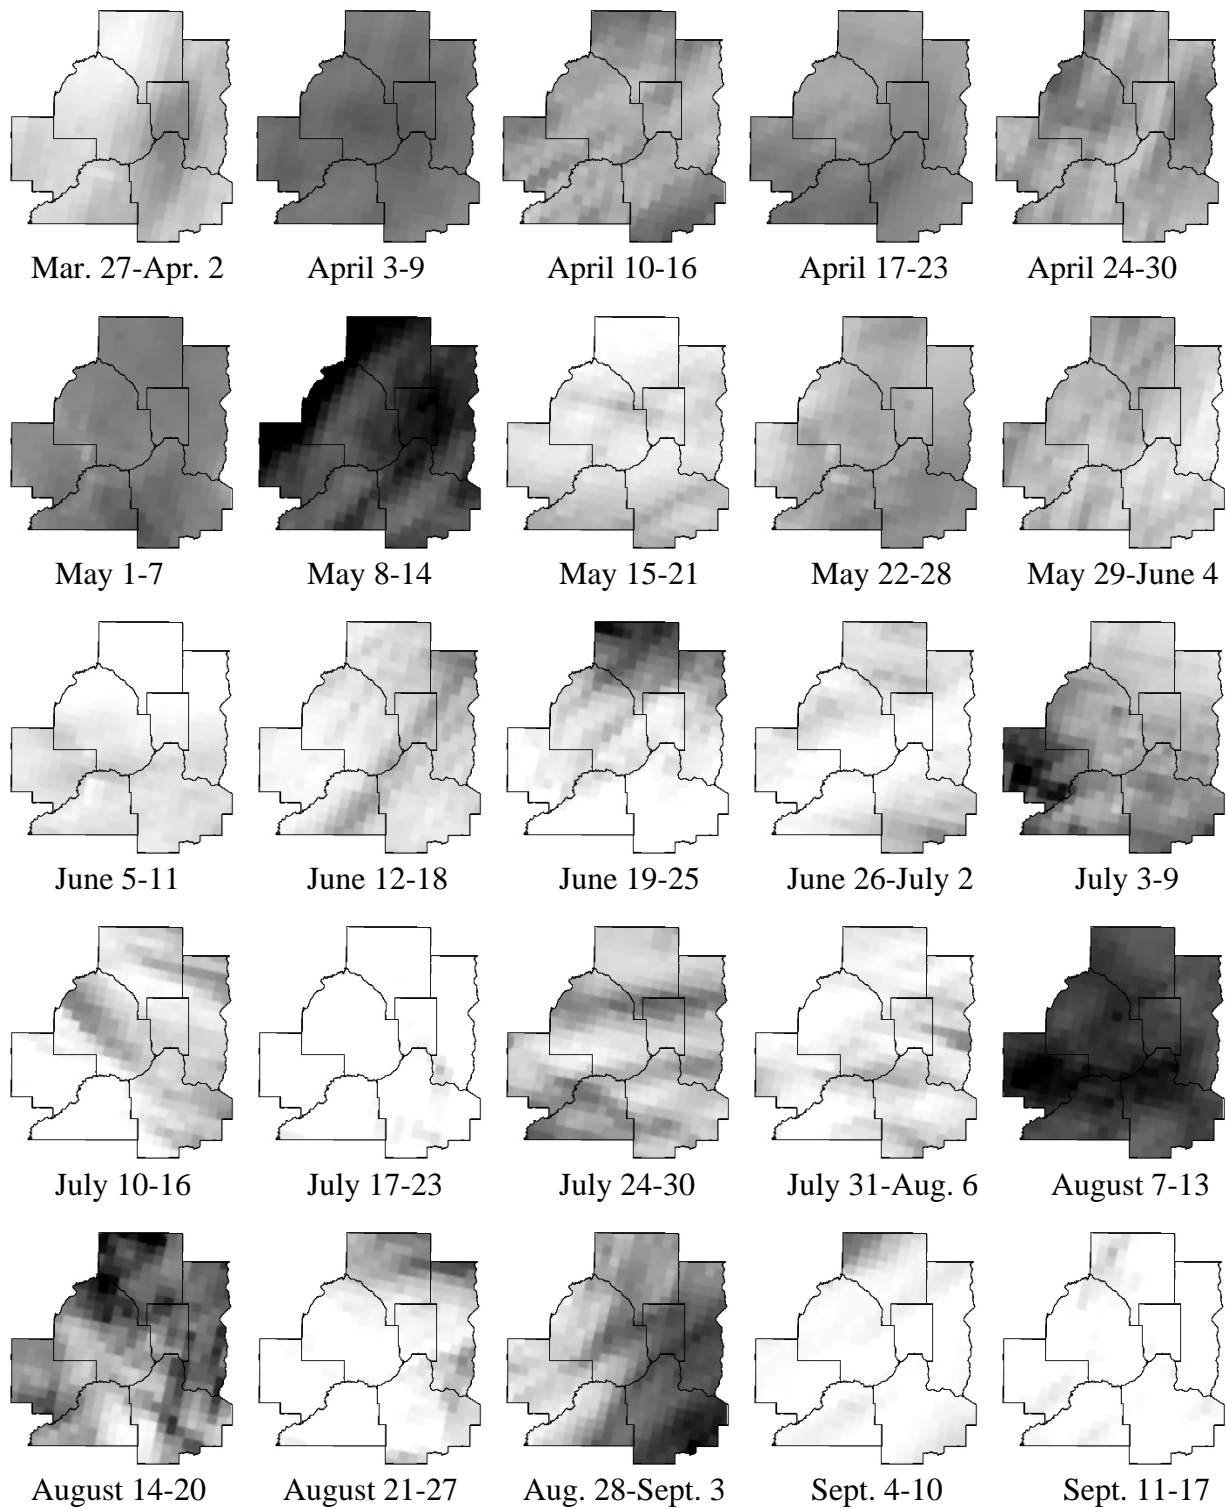 Mar. 27-Apr. 2 April 3-9 April 10-16 April 17-23 April 24-30
May 1-7 May 8-14 May 15-21 May 22-28 May 29-June 4
June 5-11 June 12-18 June 19-25 June 26-July 2 July 3-9
July 10-16 July 17-23 July 24-30 July 31-Aug. 6 August 7-13
August 14-20 August 21-27 Aug. 28-Sept. 3 Sept. 4-10 Sept. 11-17